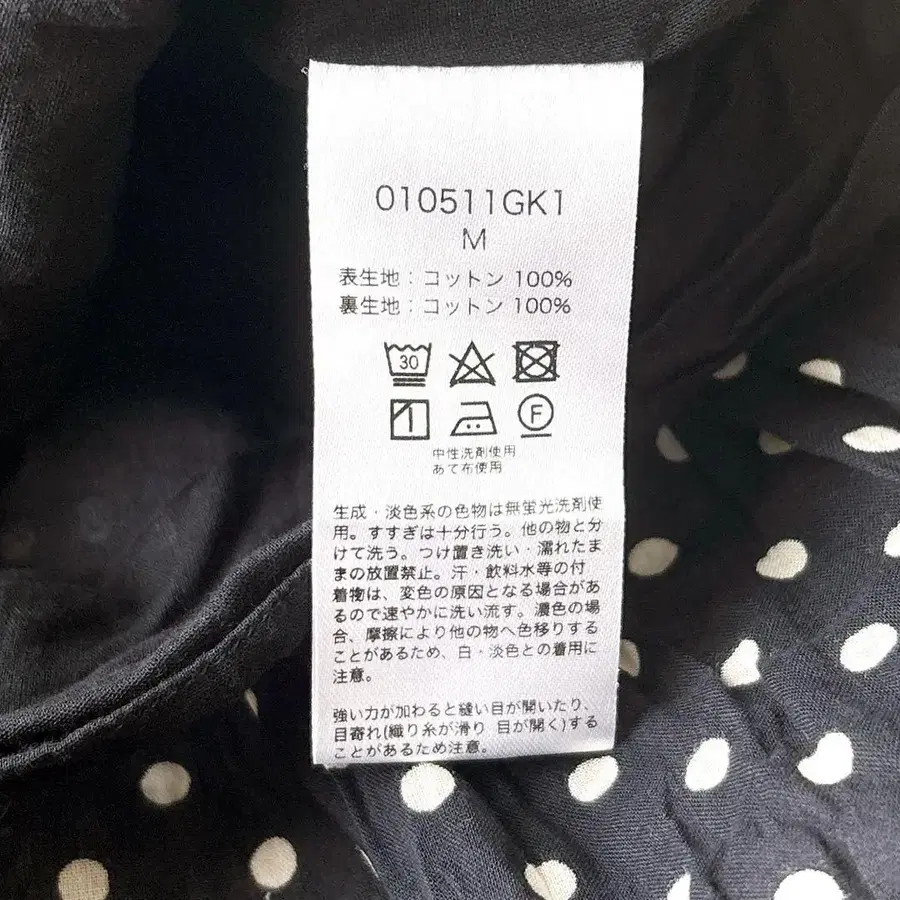 010511GK1
M
表生地：コットン 100%
裏生地：コットン 100%
30
F
中性洗剤使用
あて布使用
生成・淡色系の色物は無蛍光洗剤使
用。すすぎは十分行う。他の物と分
けて洗う。つけ置き洗い・濡れたま
まの放置禁止。汗・飲料水等の付
着物は、変色の原因となる場合があ
るので速やかに洗い流す。濃色の場
合、摩擦により他の物へ色移りする
ことがあるため、白・淡色との着用に
注意。
強い力が加わると縫い目が開いたり、
目寄れ(織り糸が滑り 目が開く)する
ことがあるため注意。